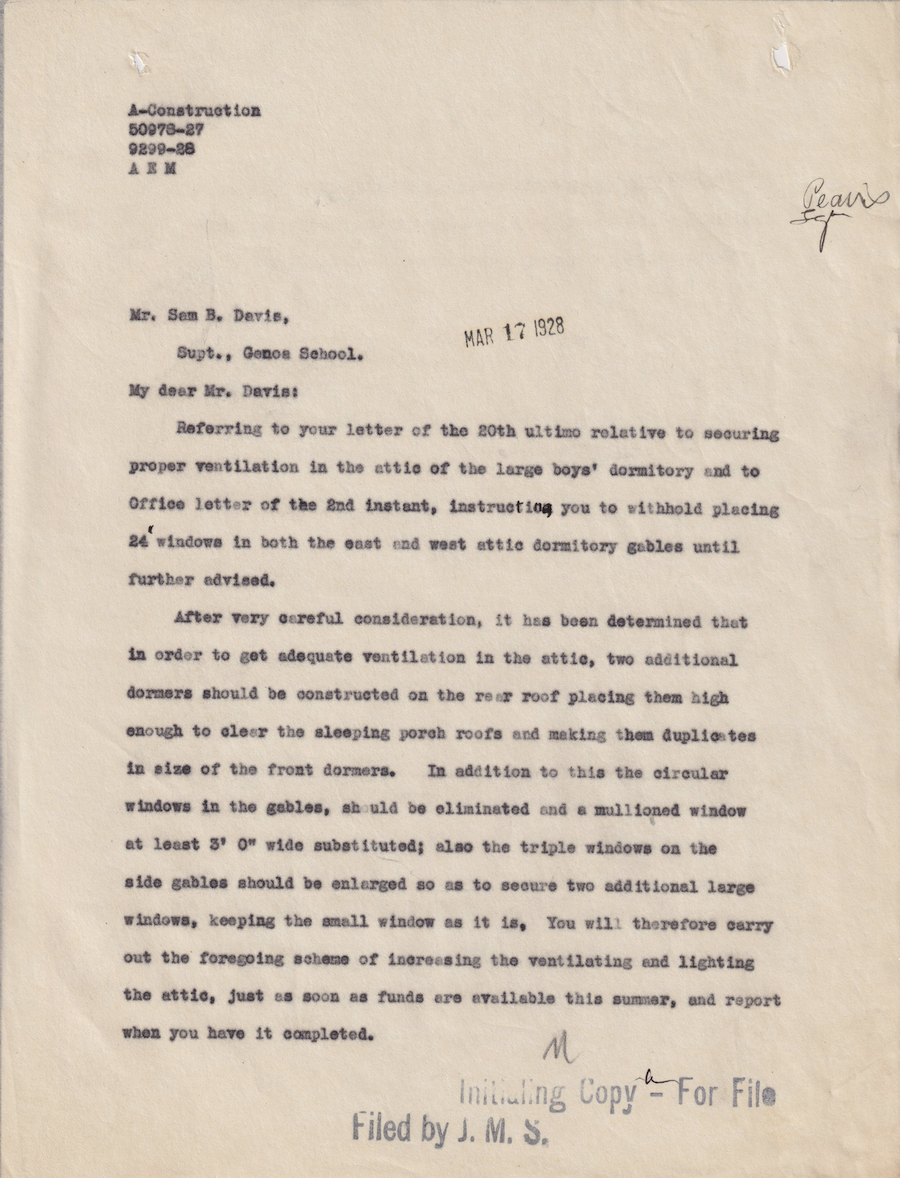 A-Construction
50978-27
9299-28
A E M
Peavis
Mr. Sam B. Davis,
MAR 17 1928
Supt., Genoa School.
My dear Mr. Davis:
Referring to your letter of the 20th ultimo relative to securing
proper ventilation in the attic of the large boys' dormitory and to
Office letter of the 2nd instant, instructing you to withhold placing
24" windows in both the east and west attic dormitory gables until
further advised.
After very careful consideration, it has been determined that
in order to get adequate ventilation in the attic, two additional
dormers should be constructed on the rear roof placing them high
enough to clear the sleeping porch roofs and making them duplicates
in size of the front dormers. In addition to this the circular
windows in the gables, should be eliminated and a mullioned window
at least 3' 0" wide substituted; also the triple windows on the
side gables should be enlarged so as to secure two additional large
windows, keeping the small window as it is. You will therefore carry
out the foregoing scheme of increasing the ventilating and lighting
the attic, just as soon as funds are available this summer, and report
when you have it completed.
Initialing Copy - For File
Filed by J. M. S.